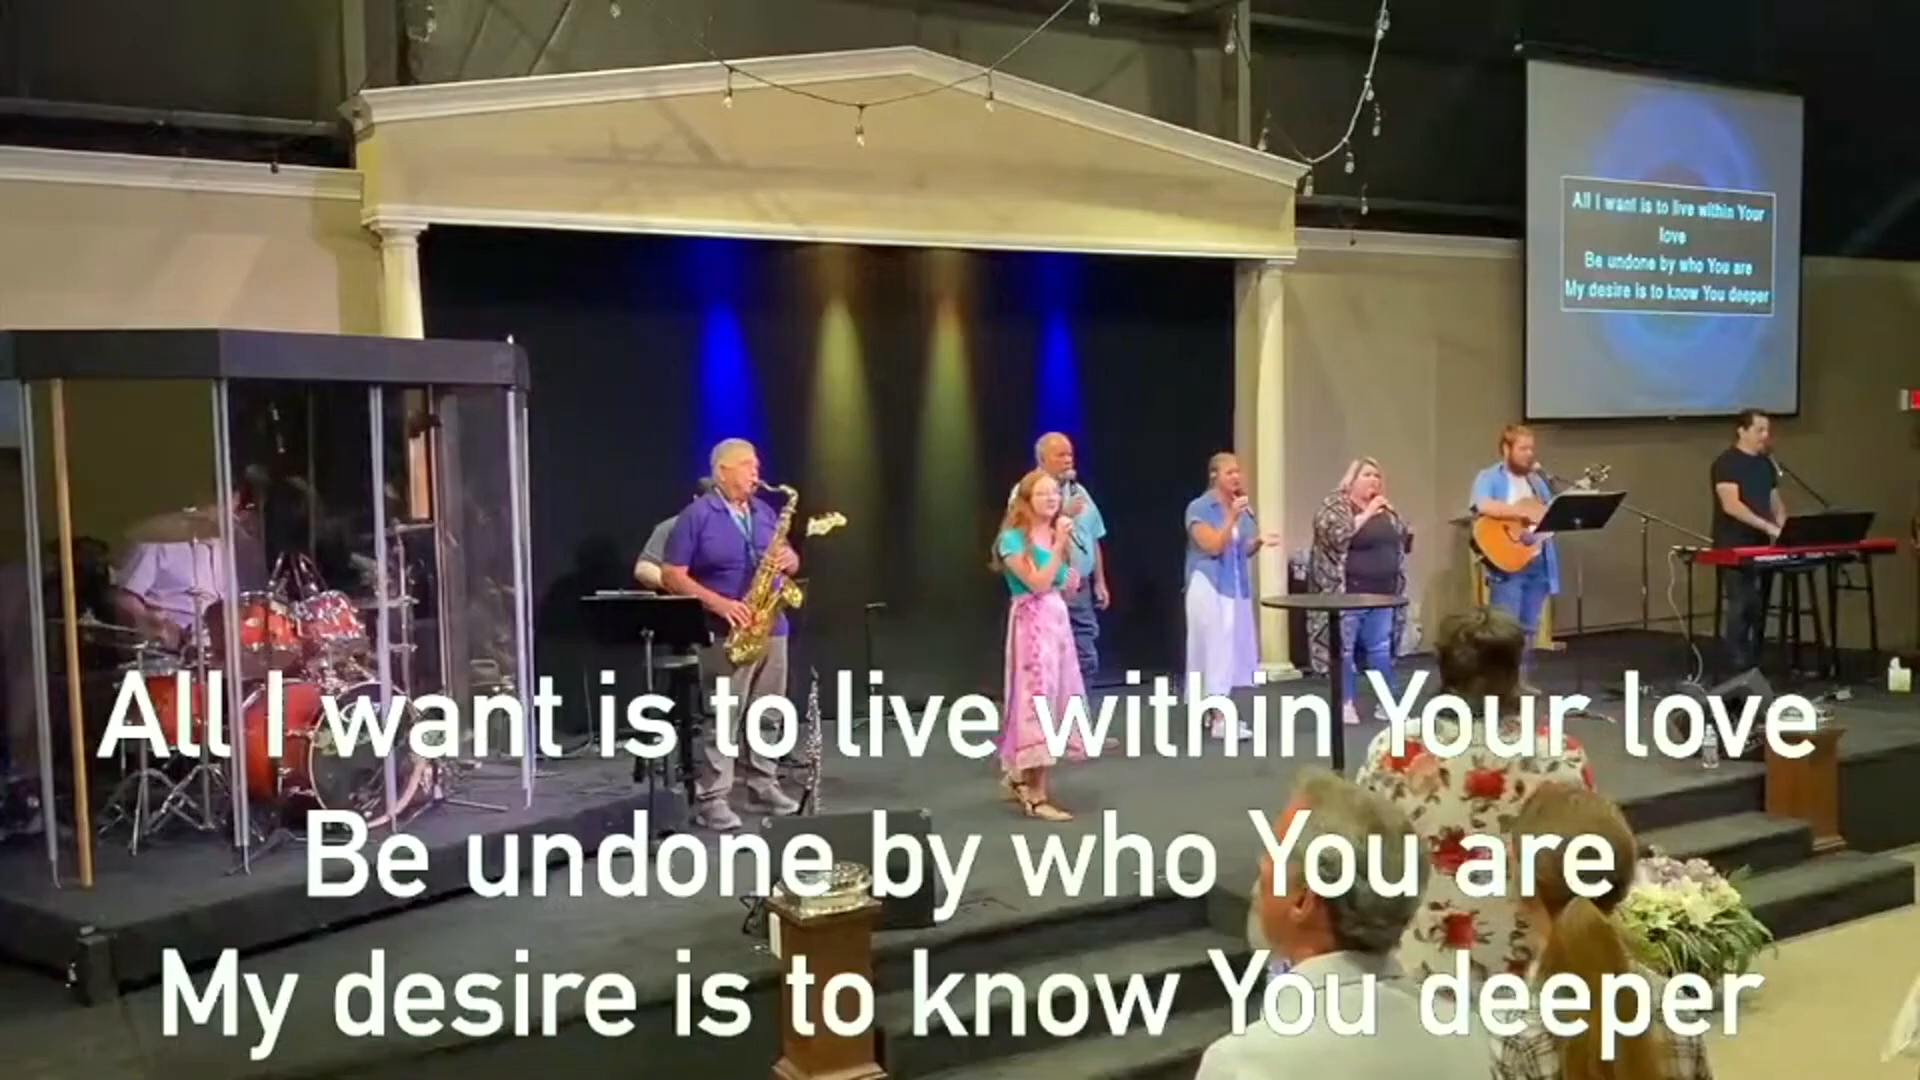 All I want is to live within Your
love
Be undone by who You are
My desire is to know You deeper
All I want is to live within Your love
Be undone by who You are
My desire is to know You deeper